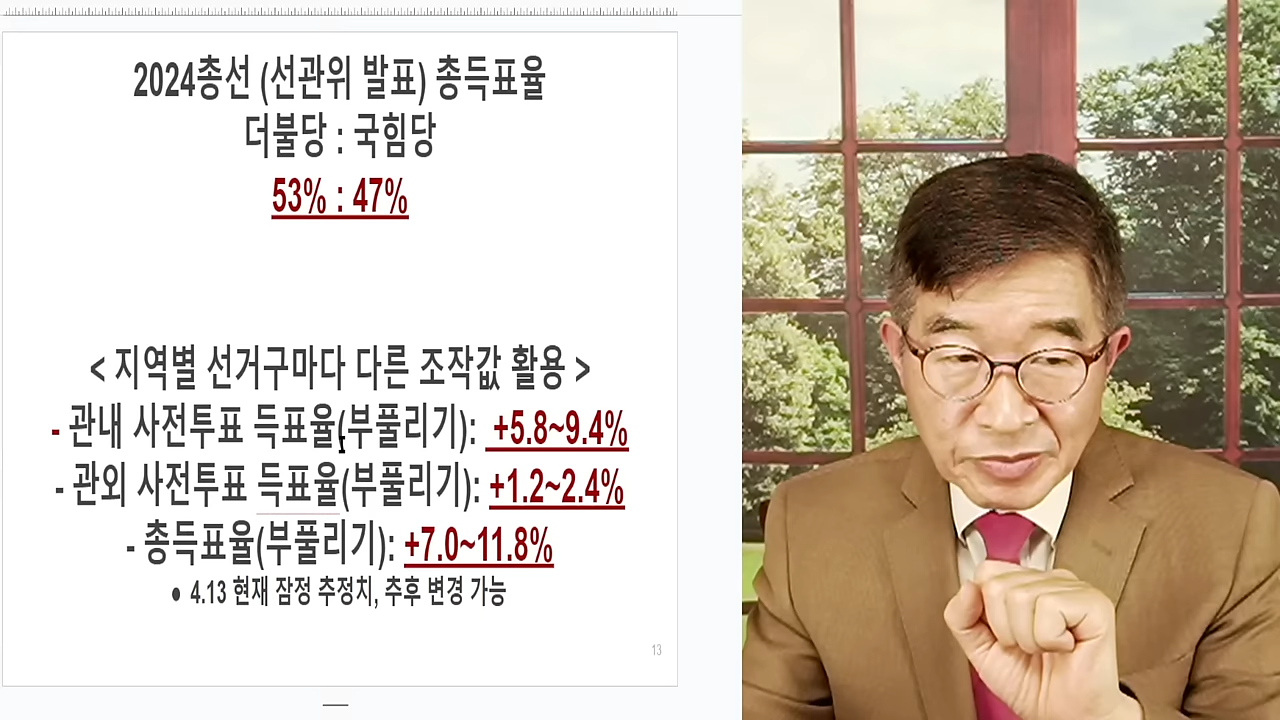 2024총선 (선관위 발표) 총득표율
더불당 : 국힘당
53% : 47%
< 지역별 선거구마다 다른 조작값 활용 >
- 관내 사전투표 득표율(부풀리기): +5.8~9.4%
- 관외 사전투표 득표율(부풀리기): +1.2~2.4%
- 총득표율(부풀리기): +7.0~11.8%
● 4.13 현재 잠정 추정치, 추후 변경 가능
13